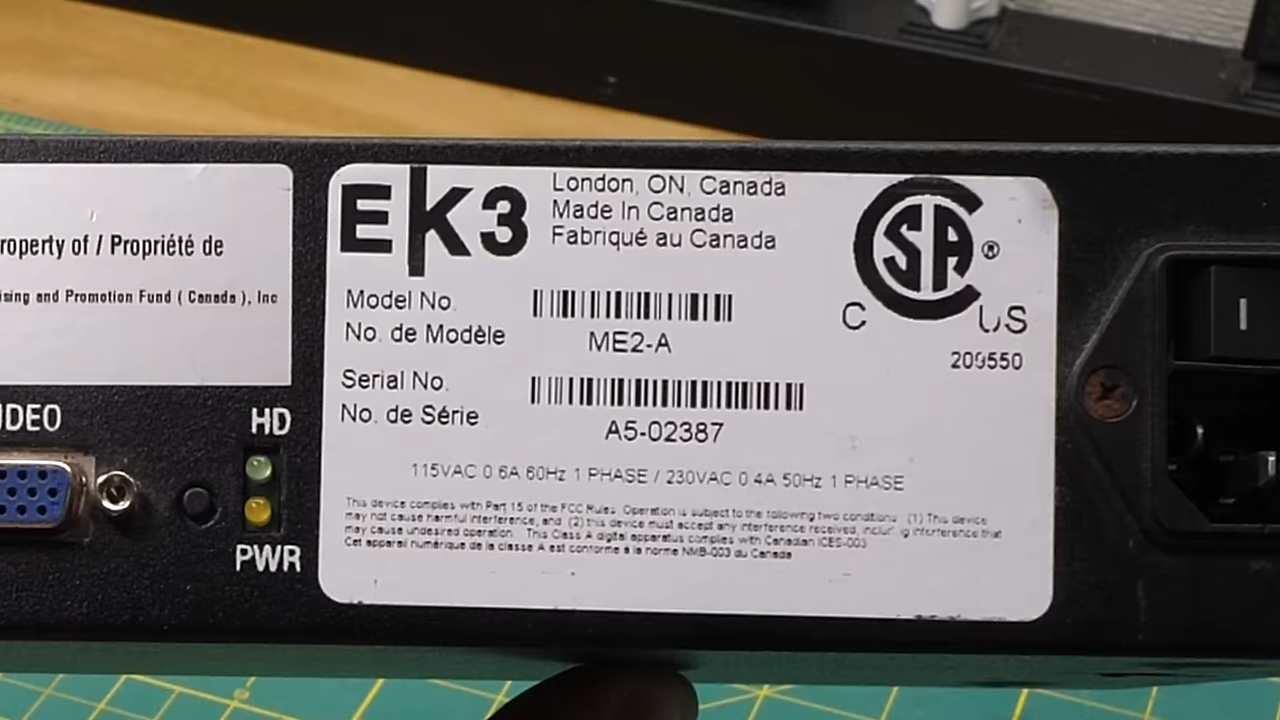 roperty of / Propriété de
ising and Promotion Fund ( Canada ), Inc
IDEO
HD
PWR
EK3
London, ON, Canada
Made In Canada
Fabriqué au Canada
Model No.
No. de Modèle
ME2-A
Serial No.
No. de Série
A5-02387
115VAC 0.6A 60Hz 1 PHASE / 230VAC 0.4A 50Hz 1 PHASE
This device complies with Part 15 of the FCC Rules. Operation is subject to the following two conditions: (1) This device
may not cause harmful interference, and (2) this device must accept any interference received, includ ng interference that
may cause undesired operation. This Class A digital apparatus complies with Canadian ICES-003
Cet appareil numérique de la classe A est conforme à la norme NMB-003 du Canada
CSA ®
C US
209550